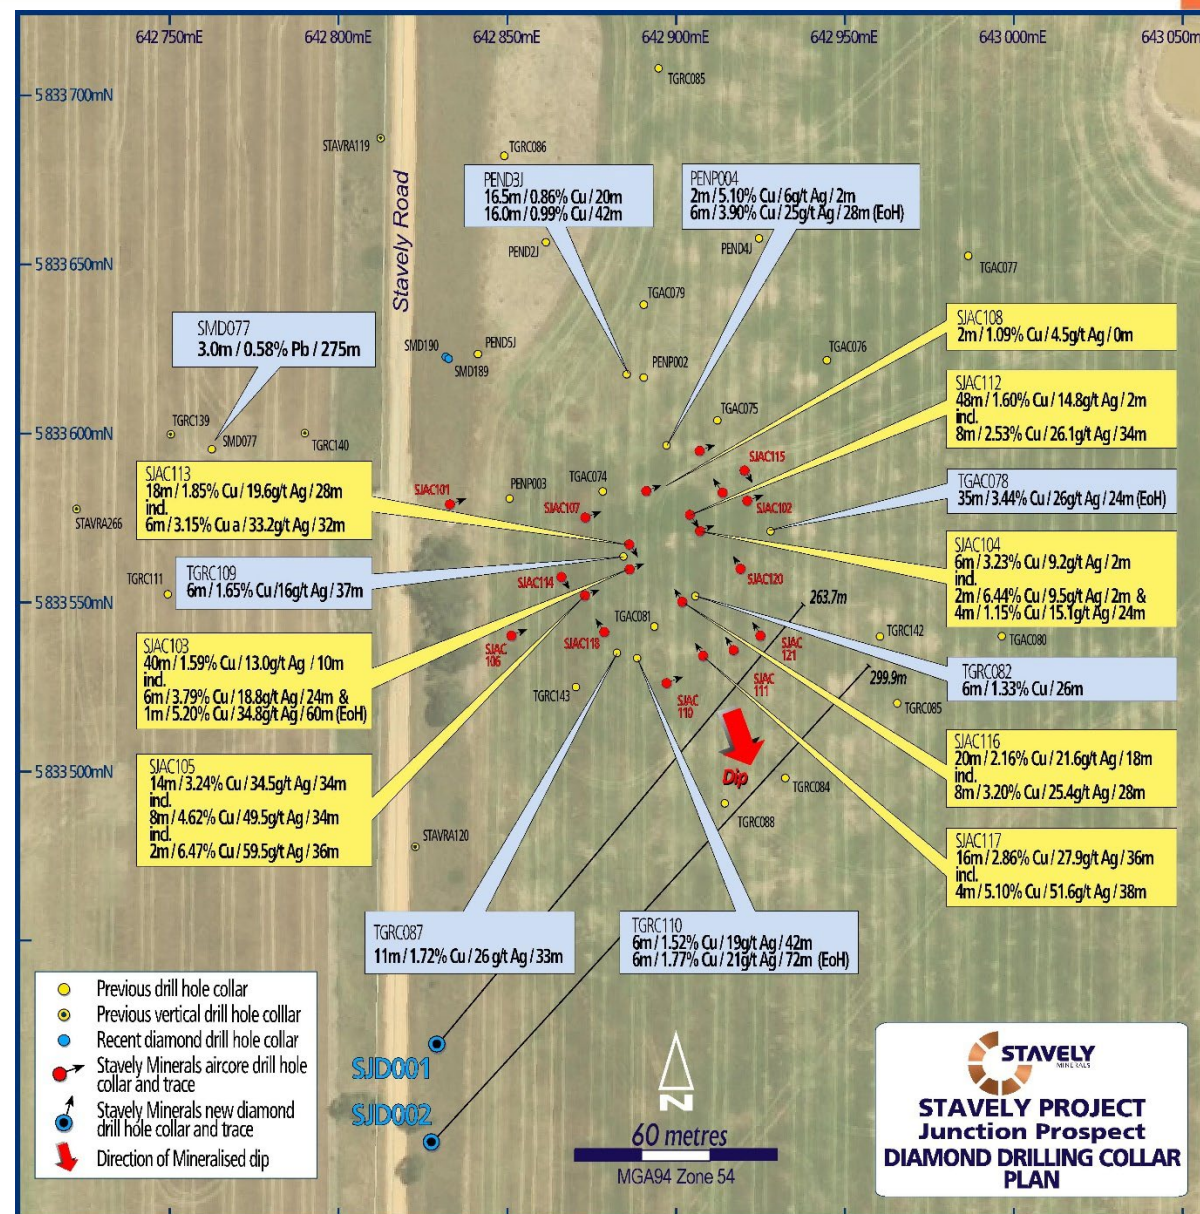 642 750mE
642 800mE
642 850mE
642 900mE
642 950mE
643 000mE
643 050m
5 833 700mN
TGRC085
STAVRA119
TGRC086
Stavely Road
PEND3J
16.5m / 0.86% Cu / 20m
16.0m / 0.99% Cu / 42m
PENP004
2m / 5.10% Cu / 6g/t Ag / 2m
6m / 3.90% Cu / 25g/t Ag / 28m (EoH)
5 833 650mN
PEND2J
PEND4J
TGAC077
TGAC079
SMD077
3.0m / 0.58% Pb / 275m
SMD190
SMD189
PEND5J
PENP002
TGAC076
SJAC108
2m / 1.09% Cu / 4.5g/t Ag / 0m
SJAC112
48m / 1.60% Cu / 14.8g/t Ag / 2m
incl.
8m / 2.53% Cu / 26.1g/t Ag / 34m
TGAC075
5 833 600mN
TGRC139
SMD077
TGRC140
SJAC115
SJAC113
18m / 1.85% Cu / 19.6g/t Ag / 28m
incl.
6m / 3.15% Cu a / 33.2g/t Ag / 32m
SJAC101
PENP003
TGAC074
SJAC107
SJAC102
TGAC078
35m / 3.44% Cu / 26g/t Ag / 24m (EoH)
STAVRA266
SJAC104
6m / 3.23% Cu / 9.2g/t Ag / 2m
incl.
2m / 6.44% Cu / 9.5g/t Ag / 2m &
4m / 1.15% Cu / 15.1g/t Ag / 24m
TGRC111
TGRC109
6m / 1.65% Cu /16g/t Ag / 37m
SJAC114
SJAC120
5 833 550mN
263.7m
TGAC081
TGRC142
TGAC080
SJAC103
40m / 1.59% Cu / 13.0g/t Ag / 10m
incl.
6m / 3.79% Cu / 18.8g/t Ag / 24m &
1m / 5.20% Cu / 34.8g/t Ag / 60m (EoH)
SJAC
106
SJAC118
SJAC
121
TGRC082
6m / 1.33% Cu / 26m
TGRC143
SJAC
110
SJAC
111
299.9m
TGRC085
5 833 500mN
Dip
SJAC116
20m / 2.16% Cu / 21.6g/t Ag / 18m
incl.
8m / 3.20% Cu / 25.4g/t Ag / 28m
SJAC105
14m / 3.24% Cu / 34.5g/t Ag / 34m
incl.
8m / 4.62% Cu / 49.5g/t Ag / 34m
incl.
2m / 6.47% Cu / 59.5g/t Ag / 36m
TGRC084
TGRC088
STAVRA120
SJAC117
16m / 2.86% Cu / 27.9g/t Ag / 36m
incl.
4m / 5.10% Cu / 51.6g/t Ag / 38m
TGRC087
11m / 1.72% Cu / 26 g/t Ag / 33m
TGRC110
6m / 1.52% Cu / 19g/t Ag / 42m
6m / 1.77% Cu / 21g/t Ag / 72m (EoH)
Previous drill hole collar
Previous vertical drill hole colllar
Recent diamond drill hole collar
Stavely Minerals aircore drill hole
collar and trace
Stavely Minerals new diamond
drill hole collar and trace
Direction of Mineralised dip
SJD001
SJD002
N
60 metres
MGA94 Zone 54
STAVELY
MINERALS
STAVELY PROJECT
Junction Prospect
DIAMOND DRILLING COLLAR
PLAN